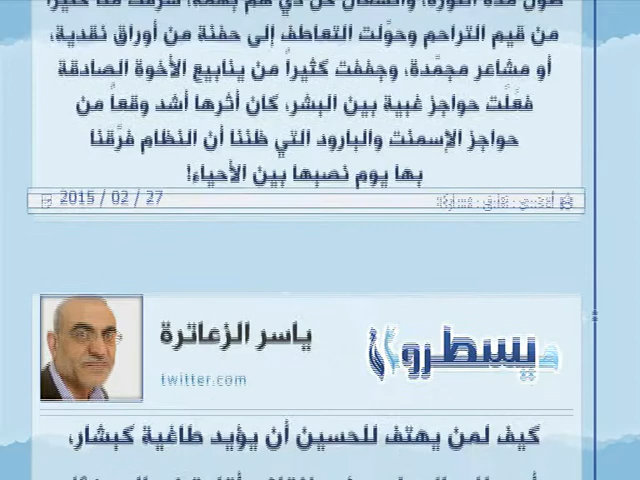 من قيم التراحم وحوّلت التعاطف إلى حفنة من أوراق نقدية،
أو مشاعر مجمّدة، وجففت كثيراً من ينابيع الأخوة الصادقة
فعَلَت حواجز غبية بين البشر، كان أثرها أشد وقعاً من
حواجز الإسمنت والبارود التي ظننا أن النظام فرَّقنا
بها يوم نصبها بين الأحياء!
2015 / 02 / 27
ياسر الزعاترة
twitter.com
كيف لمن يهتف للحسين أن يؤيد طاغية كبشار،